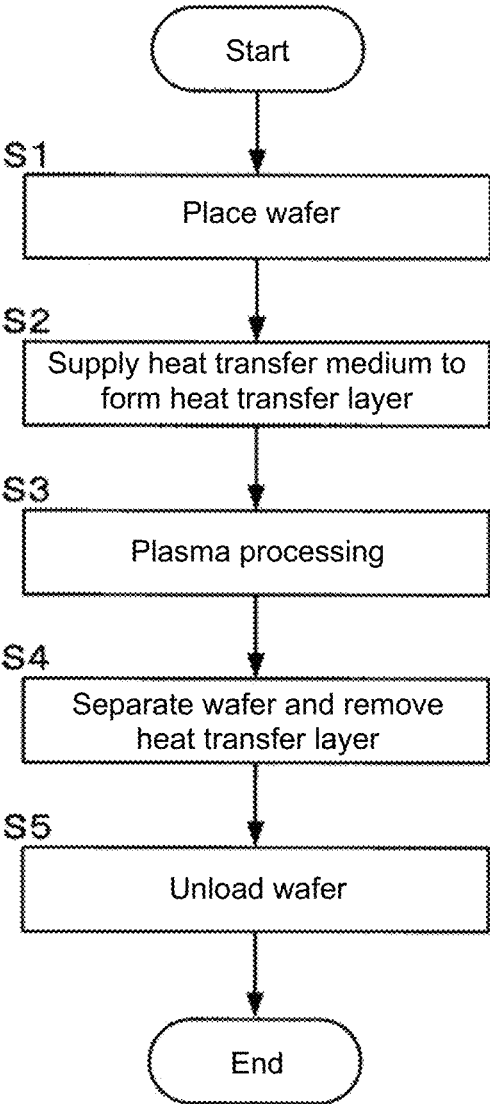 Start
S1
Place wafer
S2
Supply heat transfer medium to
form heat transfer layer
S3
Plasma processing
S4
Separate wafer and remove
heat transfer layer
S5
Unload wafer
End